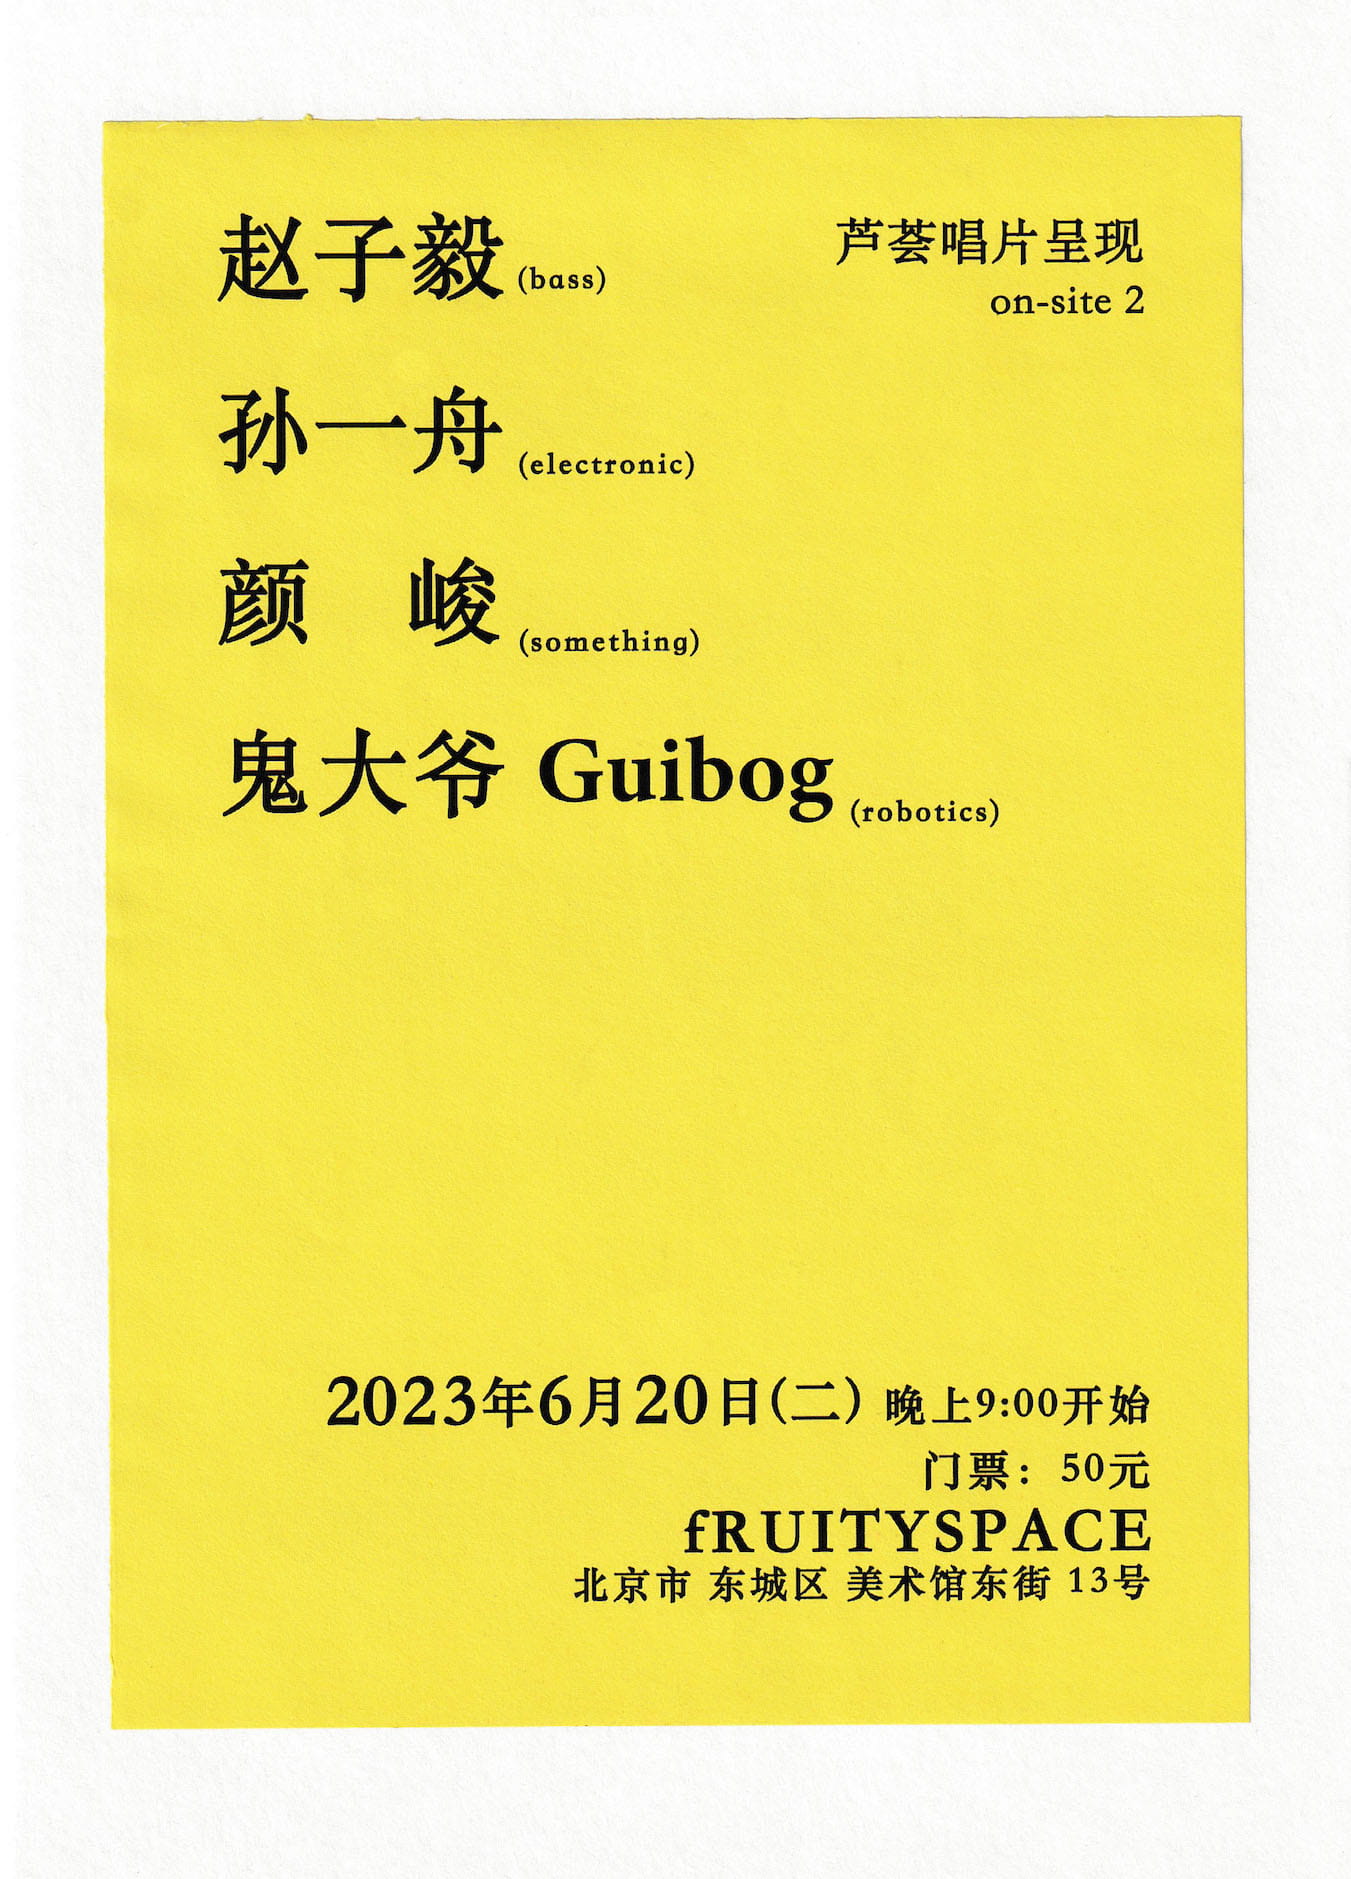 赵子毅 (bass)
芦荟唱片呈现
on-site 2
孙一舟 (electronic)
颜　峻 (something)
鬼大爷 Guibog (robotics)
2023年6月20日(二) 晚上9:00开始
门票：50元
fRUITYSPACE
北京市 东城区 美术馆东街 13号